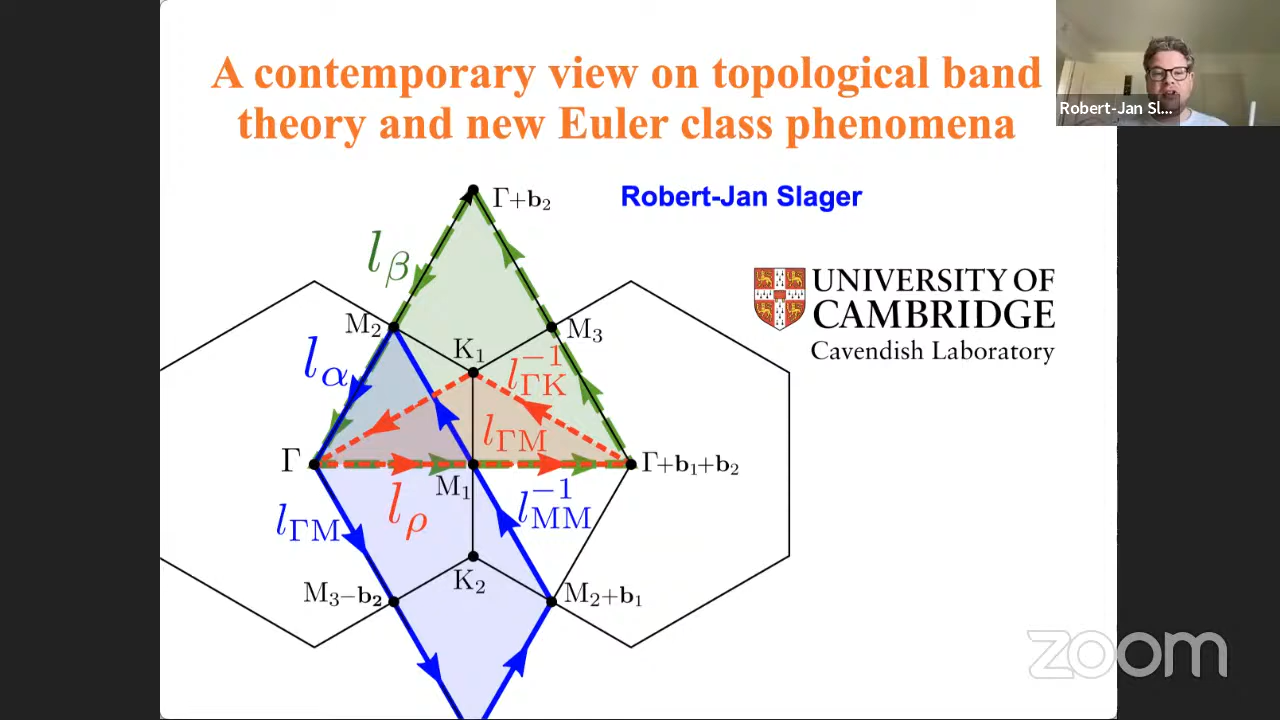 A contemporary view on topological band
theory and new Euler class phenomena
Robert-Jan Sl...
Robert-Jan Slager
Γ+b₂
l_β
UNIVERSITY OF
CAMBRIDGE
Cavendish Laboratory
M₂
M₃
K₁
l_α
l_ΓK^{-1}
l_ΓM
Γ
Γ+b₁+b₂
M₁
l_ρ
l_ΓM
l_MM^{-1}
K₂
M₃−b₂
M₂+b₁
zoom